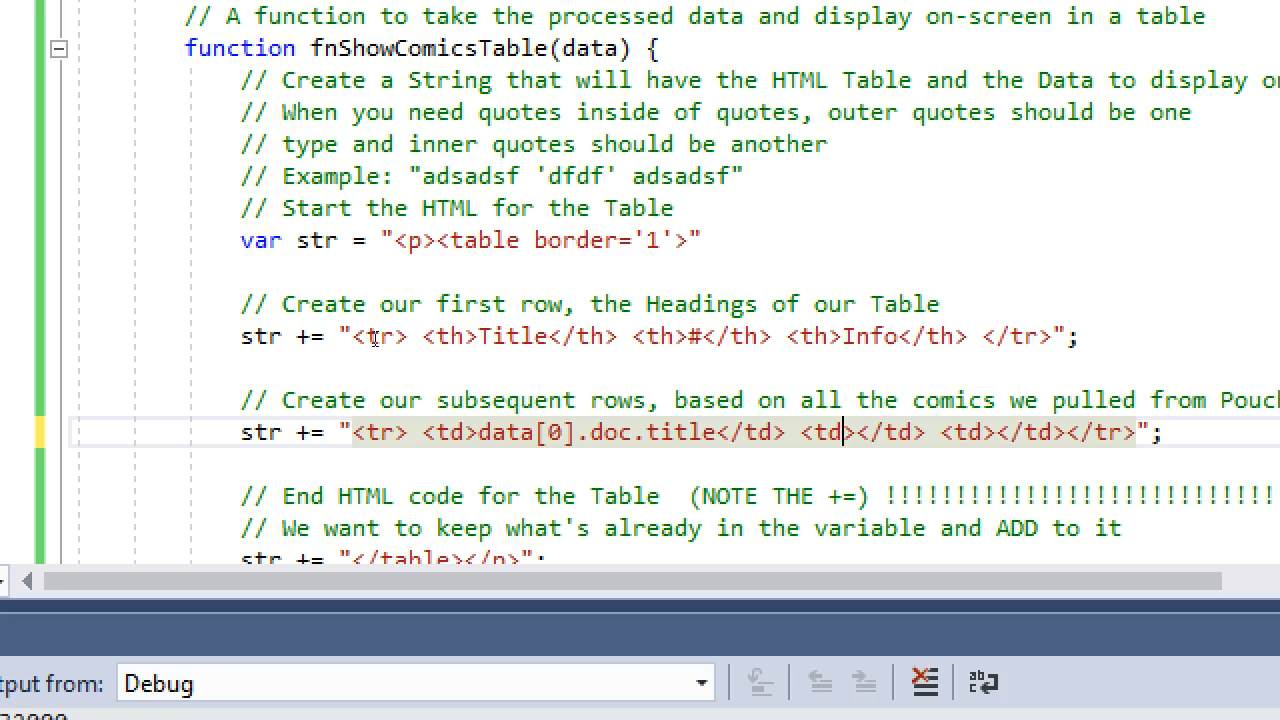 // A function to take the processed data and display on-screen in a table
function fnShowComicsTable(data) {
// Create a String that will have the HTML Table and the Data to display
// When you need quotes inside of quotes, outer quotes should be one
// type and inner quotes should be another
// Example: "adsadsf 'dfdf' adsadsf"
// Start the HTML for the Table
var str = "<p><table border='1'>"
// Create our first row, the Headings of our Table
str += "<tr> <th>Title</th> <th>#</th> <th>Info</th> </tr>";
// Create our subsequent rows, based on all the comics we pulled from Pouc
str += "<tr> <td>data[0].doc.title</td> <td></td> <td></td></tr>";
// End HTML code for the Table  (NOTE THE +=) !!!!!!!!!!!!!!!!!!!!!!!!!!!!
// We want to keep what's already in the variable and ADD to it
str += "</table></p>";
tput from:
Debug